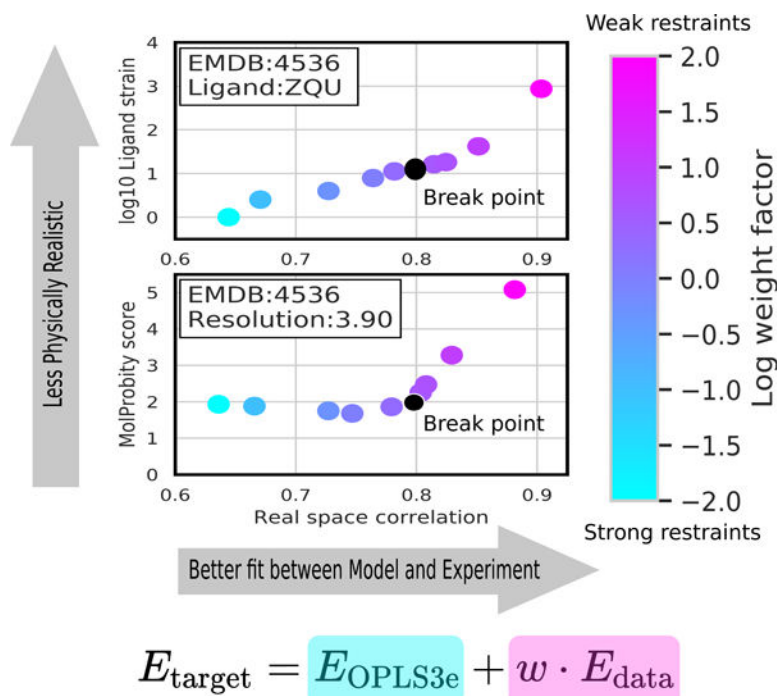 Weak restraints
4
3
2
1
0
log10 Ligand strain
EMDB:4536
Ligand:ZQU
Break point
0.6 0.7 0.8 0.9
5
4
3
2
1
0
MolProbity score
EMDB:4536
Resolution:3.90
Break point
0.6 0.7 0.8 0.9
Real space correlation
Less Physically Realistic
2.0
1.5
1.0
0.5
0.0
−0.5
−1.0
−1.5
−2.0
Log weight factor
Strong restraints
Better fit between Model and Experiment
E_target = E_OPLS3e + w · E_data